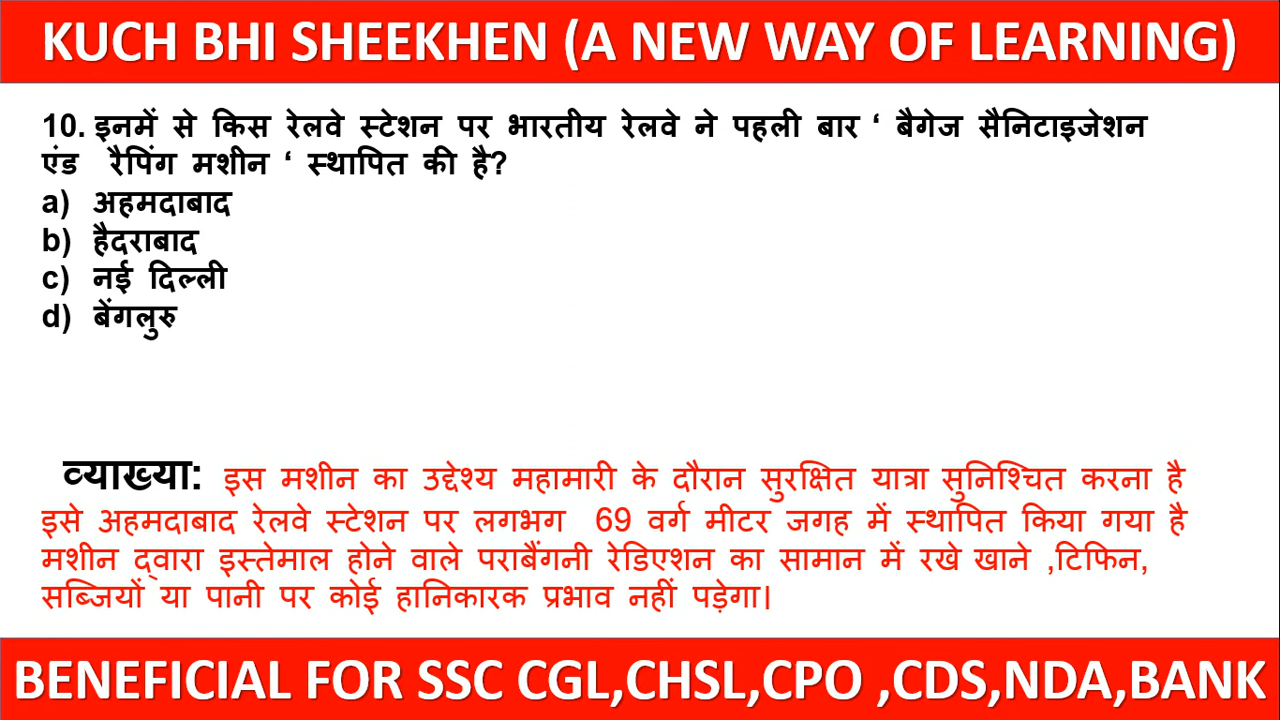 KUCH BHI SHEEKHEN (A NEW WAY OF LEARNING)
10. इनमें से किस रेलवे स्टेशन पर भारतीय रेलवे ने पहली बार ‘ बैगेज सैनिटाइजेशन
एंड रैपिंग मशीन ‘ स्थापित की है?
a) अहमदाबाद
b) हैदराबाद
c) नई दिल्ली
d) बेंगलुरु
व्याख्या: इस मशीन का उद्देश्य महामारी के दौरान सुरक्षित यात्रा सुनिश्चित करना है
इसे अहमदाबाद रेलवे स्टेशन पर लगभग 69 वर्ग मीटर जगह में स्थापित किया गया है
मशीन द्वारा इस्तेमाल होने वाले पराबैंगनी रेडिएशन का सामान में रखे खाने ,टिफिन,
सब्जियों या पानी पर कोई हानिकारक प्रभाव नहीं पड़ेगा।
BENEFICIAL FOR SSC CGL,CHSL,CPO ,CDS,NDA,BANK